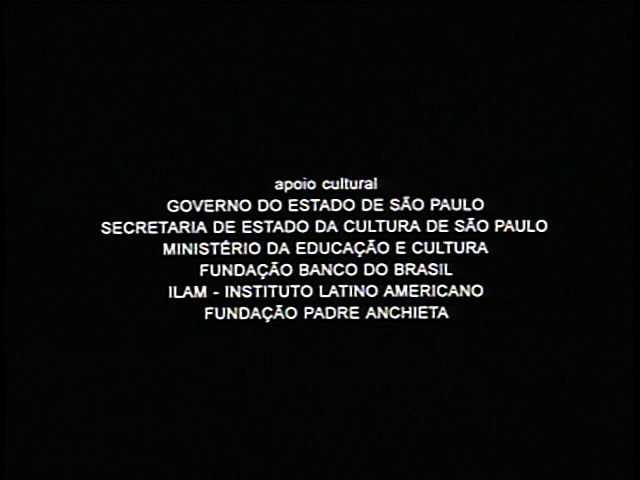 apoio cultural
GOVERNO DO ESTADO DE SÃO PAULO
SECRETARIA DE ESTADO DA CULTURA DE SÃO PAULO
MINISTÉRIO DA EDUCAÇÃO E CULTURA
FUNDAÇÃO BANCO DO BRASIL
ILAM - INSTITUTO LATINO AMERICANO
FUNDAÇÃO PADRE ANCHIETA